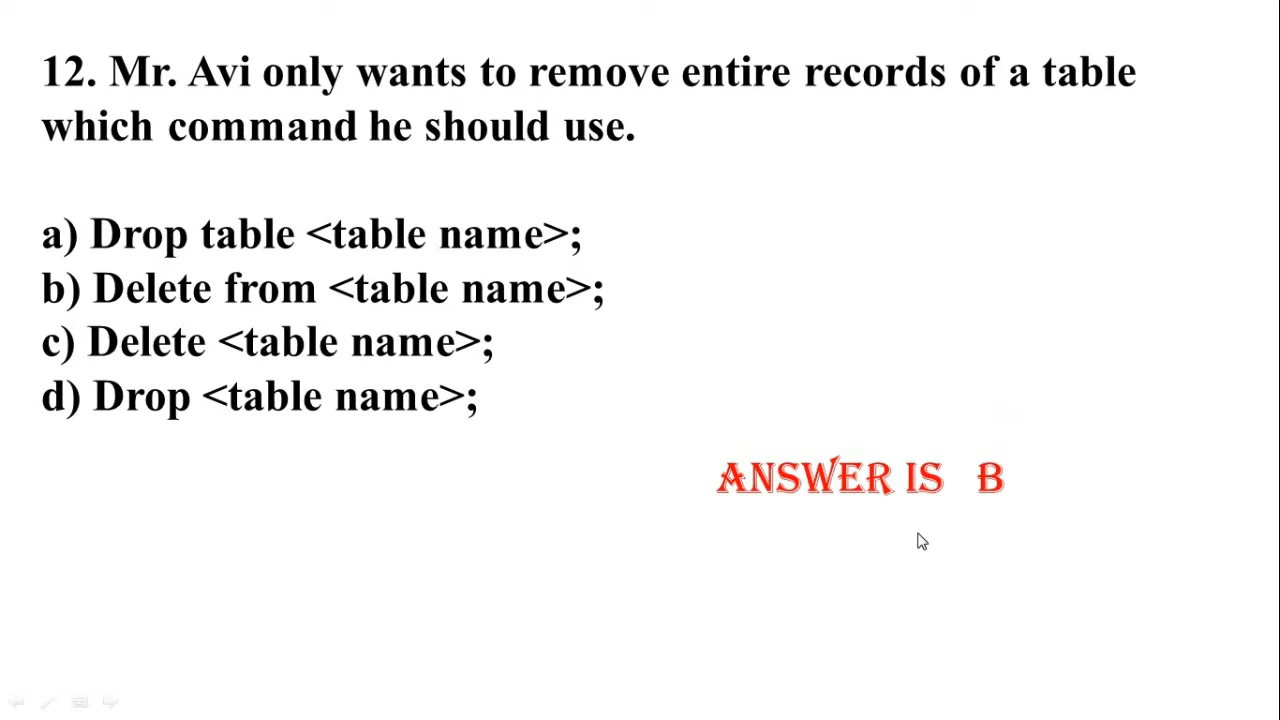 12. Mr. Avi only wants to remove entire records of a table
which command he should use.
a) Drop table <table name>;
b) Delete from <table name>;
c) Delete <table name>;
d) Drop <table name>;
ANSWER IS B